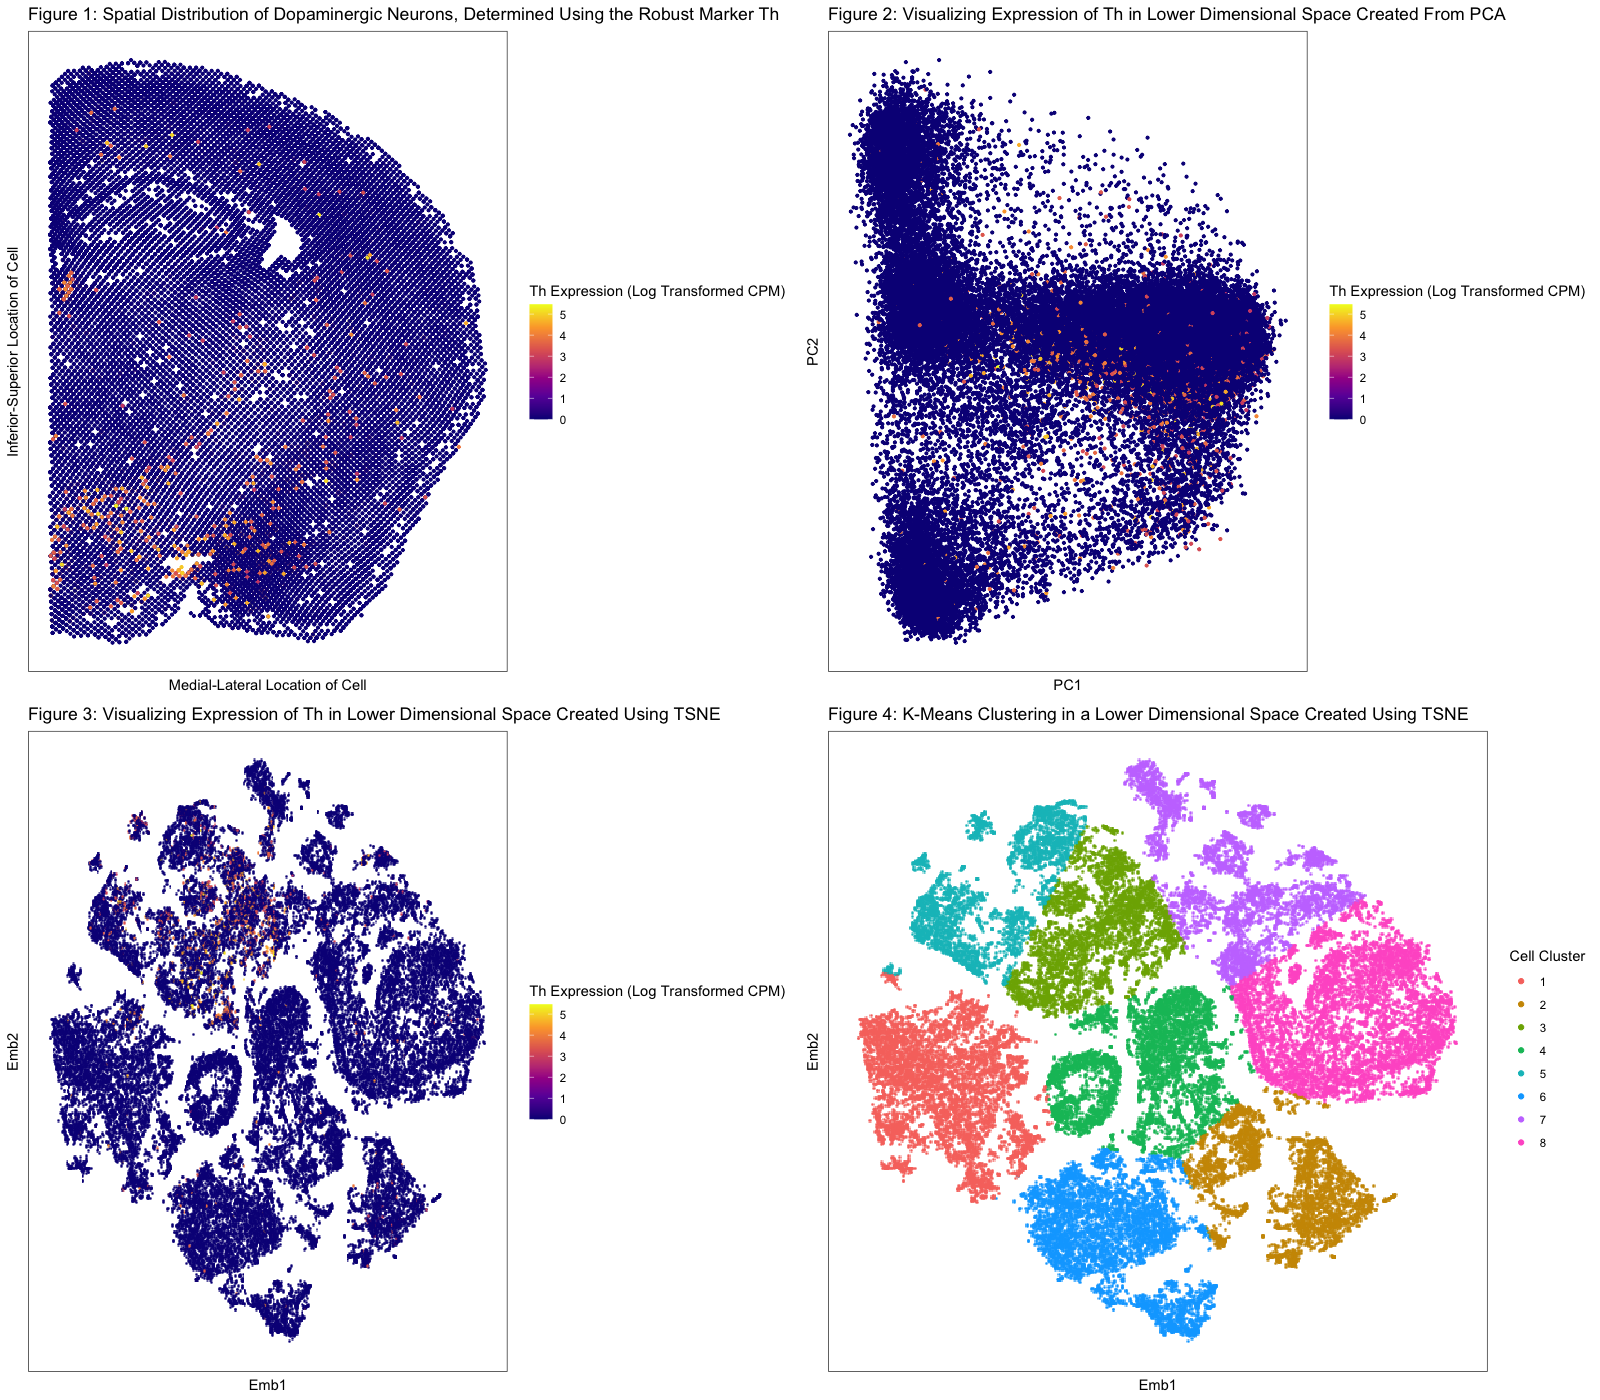 Figure 1: Spatial Distribution of Dopaminergic Neurons, Determined Using the Robust Marker Th
Inferior-Superior Location of Cell
Medial-Lateral Location of Cell
Th Expression (Log Transformed CPM)
5
4
3
2
1
0
Figure 2: Visualizing Expression of Th in Lower Dimensional Space Created From PCA
PC2
PC1
Th Expression (Log Transformed CPM)
5
4
3
2
1
0
Figure 3: Visualizing Expression of Th in Lower Dimensional Space Created Using TSNE
Emb2
Emb1
Th Expression (Log Transformed CPM)
5
4
3
2
1
0
Figure 4: K-Means Clustering in a Lower Dimensional Space Created Using TSNE
Emb2
Emb1
Cell Cluster
1
2
3
4
5
6
7
8